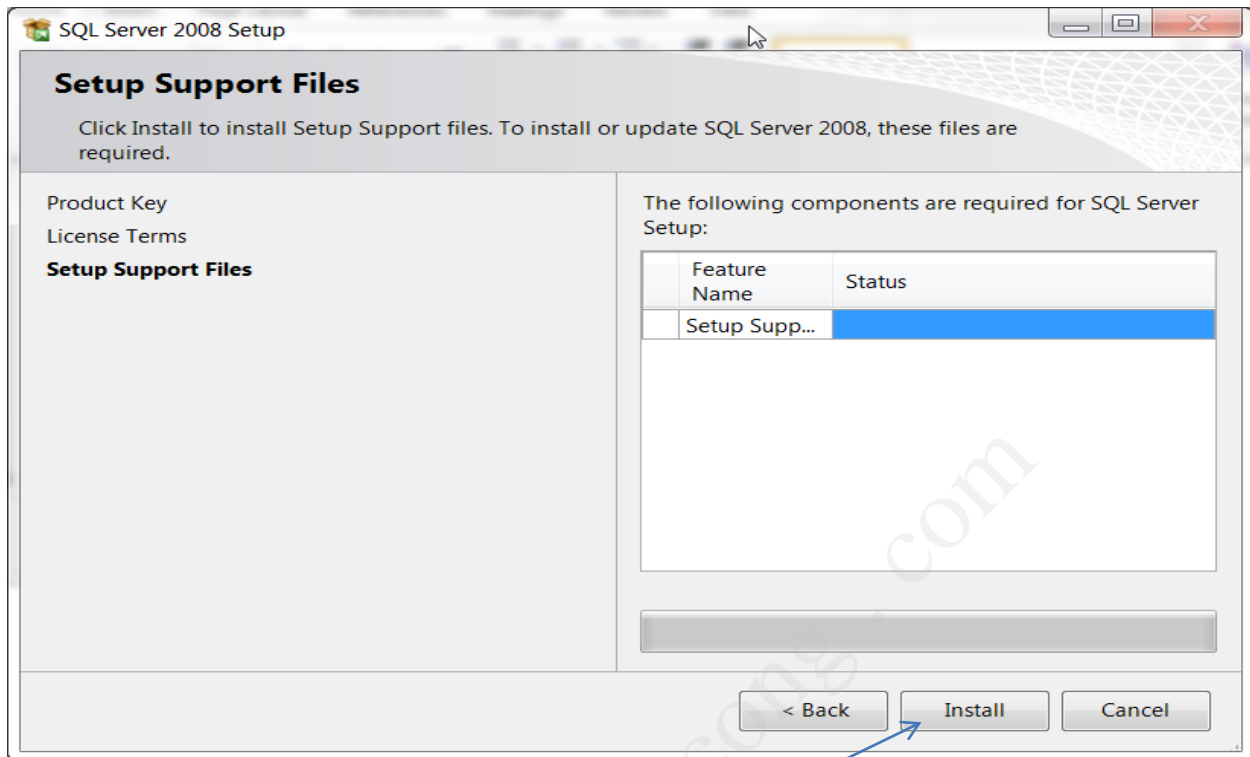 SQL Server 2008 Setup
Setup Support Files
Click Install to install Setup Support files. To install or update SQL Server 2008, these files are
required.
Product Key
License Terms
Setup Support Files
The following components are required for SQL Server
Setup:
Feature
Name
Status
Setup Supp...
< Back
Install
Cancel
ong . com